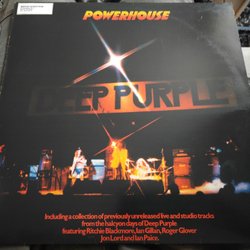 POWERHOUSE
DEEP PURPLE
Including a collection of previously unreleased live and studio tracks
from the halcyon days of Deep Purple
featuring Ritchie Blackmore, Ian Gillan, Roger Glover
Jon Lord and Ian Paice.